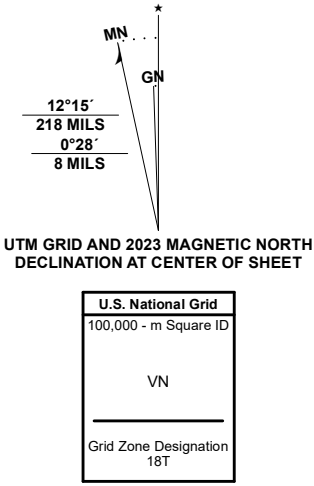 MN
GN
12°15´
218 MILS
0°28´
8 MILS
UTM GRID AND 2023 MAGNETIC NORTH
DECLINATION AT CENTER OF SHEET
U.S. National Grid
100,000 - m Square ID
VN
Grid Zone Designation
18T